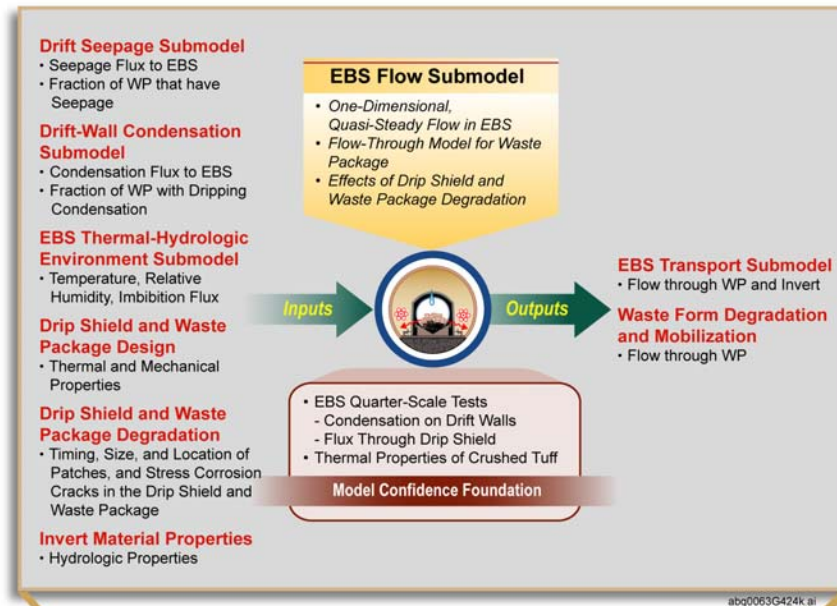 Drift Seepage Submodel
• Seepage Flux to EBS
• Fraction of WP that have
Seepage
Drift-Wall Condensation
Submodel
• Condensation Flux to EBS
• Fraction of WP with Dripping
Condensation
EBS Thermal-Hydrologic
Environment Submodel
• Temperature, Relative
Humidity, Imbibition Flux
Drip Shield and Waste
Package Design
• Thermal and Mechanical
Properties
Drip Shield and Waste
Package Degradation
• Timing, Size, and Location of
Patches, and Stress Corrosion
Cracks in the Drip Shield and
Waste Package
Invert Material Properties
• Hydrologic Properties
EBS Flow Submodel
• One-Dimensional,
Quasi-Steady Flow in EBS
• Flow-Through Model for Waste
Package
• Effects of Drip Shield and
Waste Package Degradation
Inputs
Outputs
• EBS Quarter-Scale Tests
- Condensation on Drift Walls
- Flux Through Drip Shield
• Thermal Properties of Crushed Tuff
Model Confidence Foundation
EBS Transport Submodel
• Flow through WP and Invert
Waste Form Degradation
and Mobilization
• Flow through WP
abq0063G424k.ai